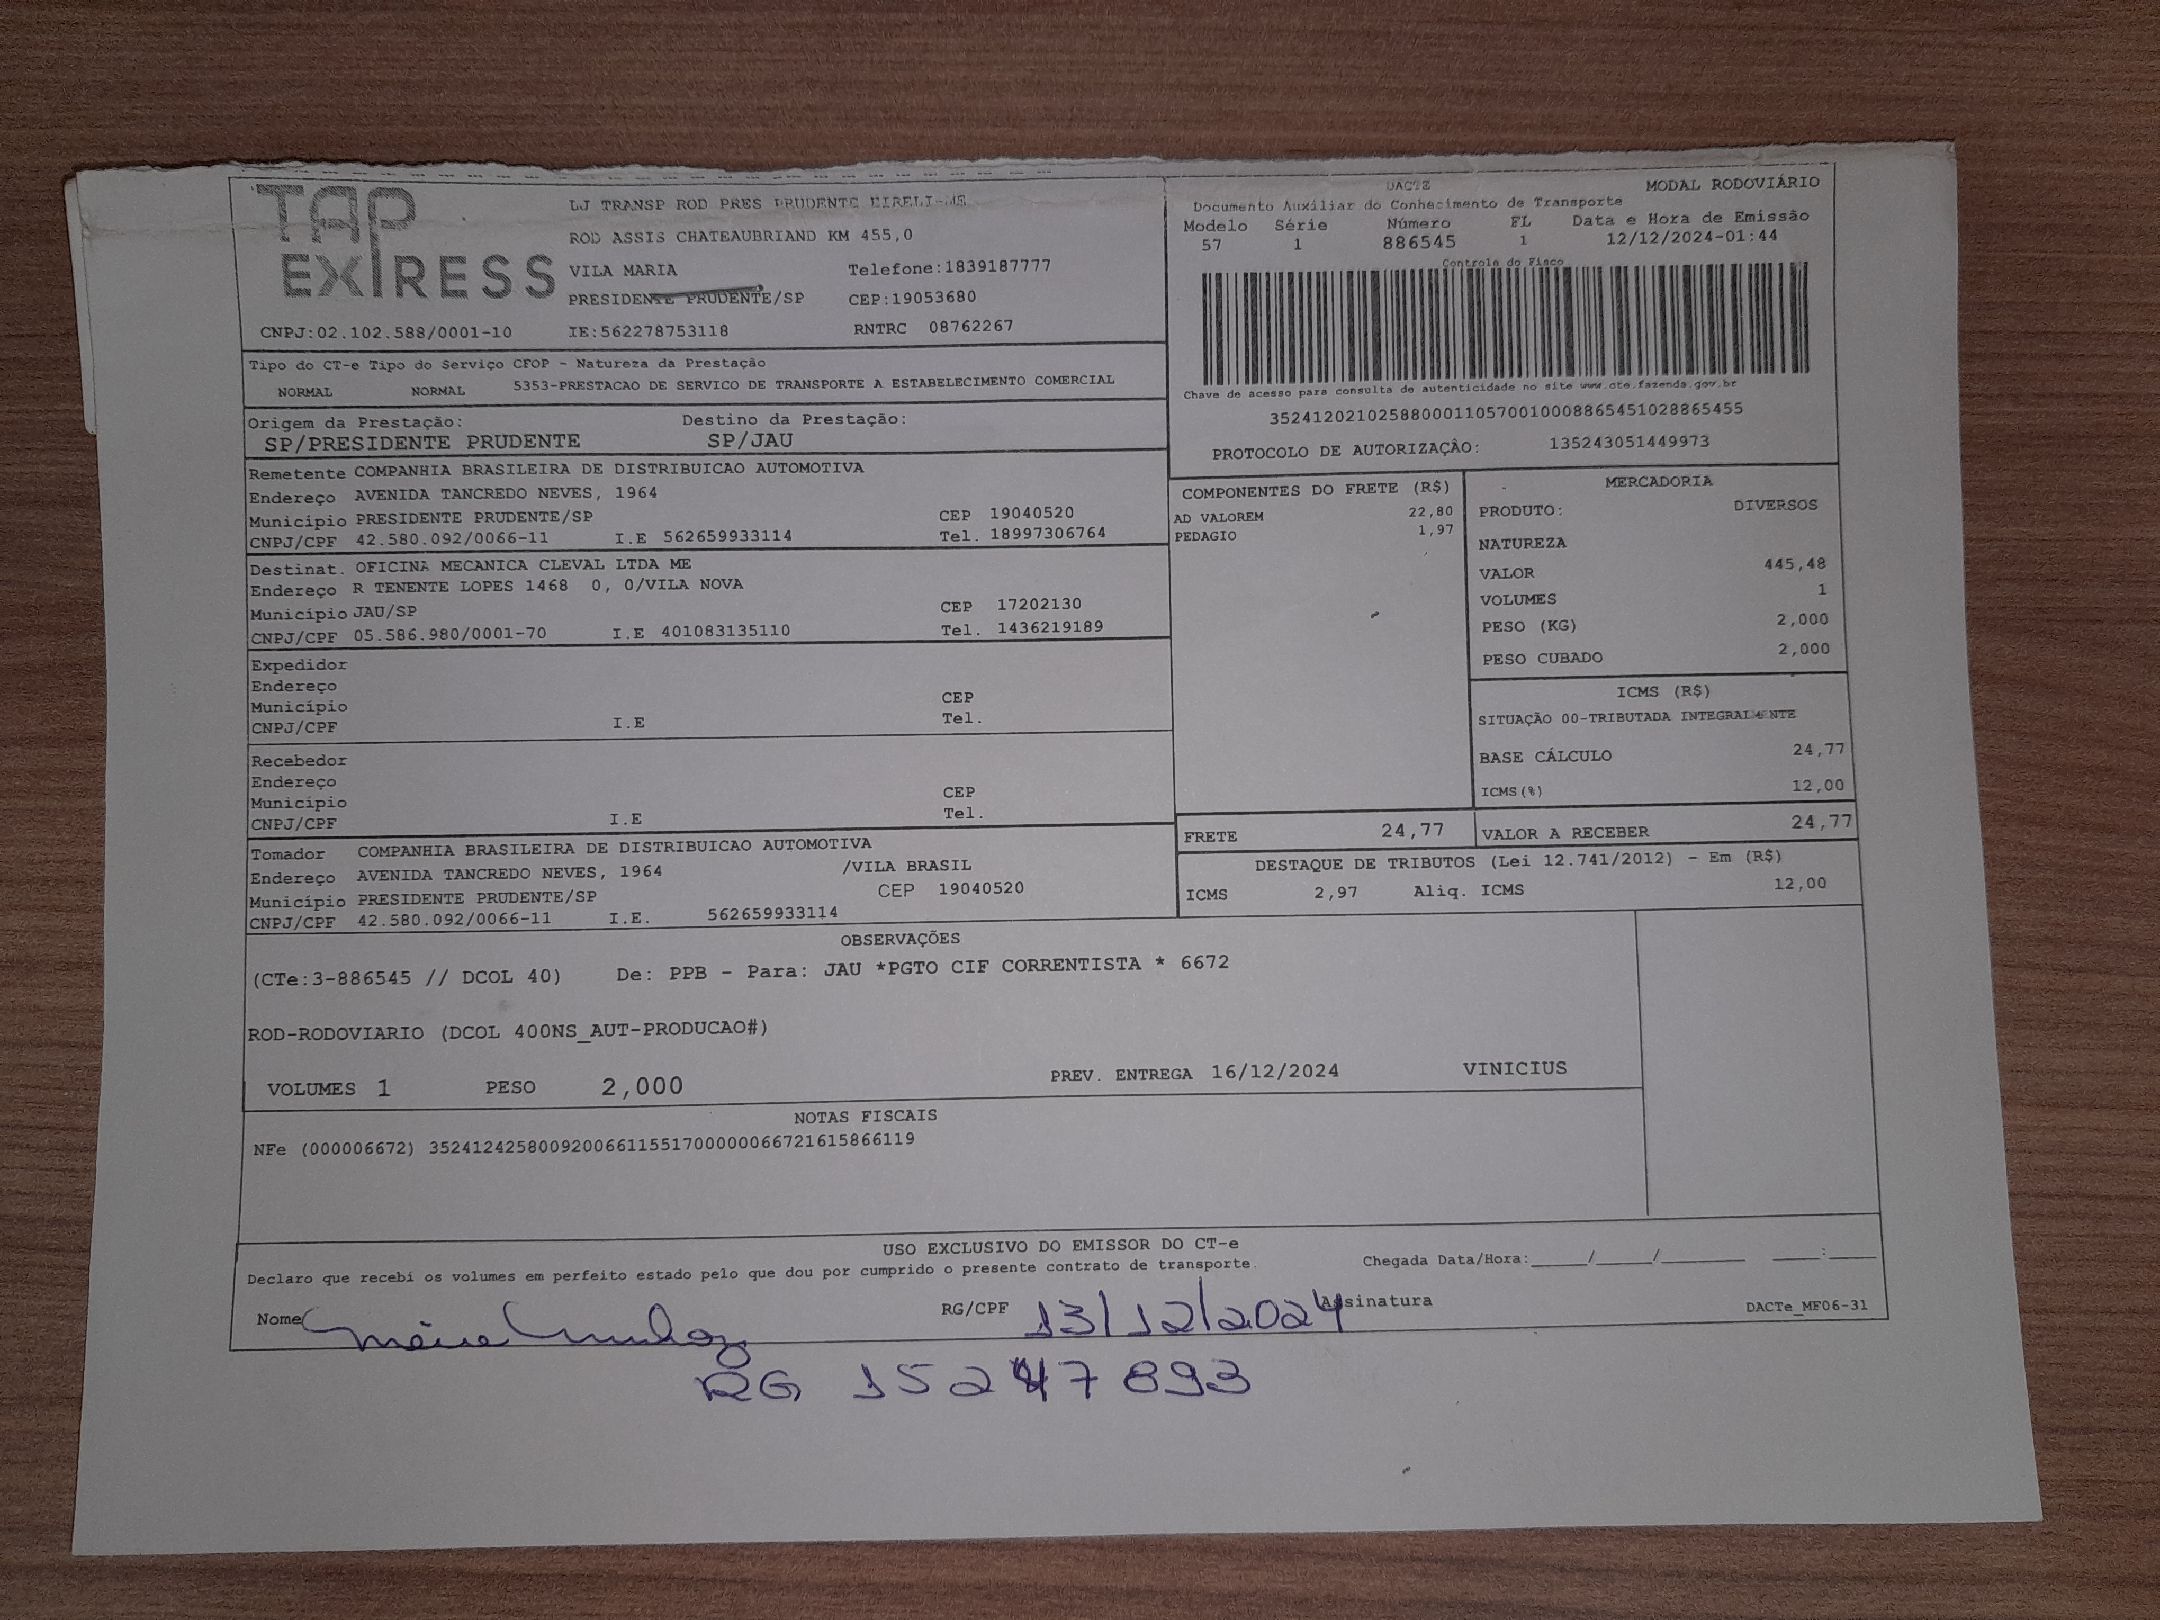 TAP
EXPRESS
LJ TRANSP ROD PRES PRUDENTE EIRELI-ME
ROD ASSIS CHATEAUBRIAND KM 455,0
VILA MARIA Telefone:1839187777
PRESIDENTE PRUDENTE/SP CEP:19053680
CNPJ:02.102.588/0001-10 IE:562278753118 RNTRC 08762267
DACTE MODAL RODOVIÁRIO
Documento Auxiliar do Conhecimento de Transporte
Modelo Série Número FL Data e Hora de Emissão
57 1 886545 1 12/12/2024-01:44
Controle do Fisco
Chave de acesso para consulta de autenticidade no site www.cte.fazenda.gov.br
35241202102588000110570010008865451028865455
PROTOCOLO DE AUTORIZAÇÃO: 135243051449973
Tipo do CT-e Tipo do Serviço CFOP - Natureza da Prestação
NORMAL NORMAL 5353-PRESTACAO DE SERVICO DE TRANSPORTE A ESTABELECIMENTO COMERCIAL
Origem da Prestação: Destino da Prestação:
SP/PRESIDENTE PRUDENTE SP/JAU
Remetente COMPANHIA BRASILEIRA DE DISTRIBUICAO AUTOMOTIVA
Endereço AVENIDA TANCREDO NEVES, 1964
Município PRESIDENTE PRUDENTE/SP CEP 19040520
CNPJ/CPF 42.580.092/0066-11 I.E 562659933114 Tel. 18997306764
Destinat. OFICINA MECANICA CLEVAL LTDA ME
Endereço R TENENTE LOPES 1468 0, 0/VILA NOVA
Município JAU/SP CEP 17202130
CNPJ/CPF 05.586.980/0001-70 I.E 401083135110 Tel. 1436219189
Expedidor
Endereço
Município CEP
CNPJ/CPF I.E Tel.
Recebedor
Endereço
Município CEP
CNPJ/CPF I.E Tel.
Tomador COMPANHIA BRASILEIRA DE DISTRIBUICAO AUTOMOTIVA
Endereço AVENIDA TANCREDO NEVES, 1964 /VILA BRASIL
Município PRESIDENTE PRUDENTE/SP CEP 19040520
CNPJ/CPF 42.580.092/0066-11 I.E. 562659933114
COMPONENTES DO FRETE (R$)
AD VALOREM 22,80
PEDAGIO 1,97
MERCADORIA
PRODUTO: DIVERSOS
NATUREZA
VALOR 445,48
VOLUMES 1
PESO (KG) 2,000
PESO CUBADO 2,000
ICMS (R$)
SITUAÇÃO 00-TRIBUTADA INTEGRALMENTE
BASE CÁLCULO 24,77
ICMS(%) 12,00
FRETE 24,77 VALOR A RECEBER 24,77
DESTAQUE DE TRIBUTOS (Lei 12.741/2012) - Em (R$)
ICMS 2,97 Aliq. ICMS 12,00
OBSERVAÇÕES
(CTe:3-886545 // DCOL 40) De: PPB - Para: JAU *PGTO CIF CORRENTISTA * 6672
ROD-RODOVIARIO (DCOL 400NS_AUT-PRODUCAO#)
VOLUMES 1 PESO 2,000 PREV. ENTREGA 16/12/2024 VINICIUS
NOTAS FISCAIS
NFe (000006672) 35241242580092006611551700000066721615866119
USO EXCLUSIVO DO EMISSOR DO CT-e
Declaro que recebi os volumes em perfeito estado pelo que dou por cumprido o presente contrato de transporte. Chegada Data/Hora:_____/_____/________ _____:_____
Nome RG/CPF 13/12/2024 Assinatura DACTe_MF06-31
RG 15247893